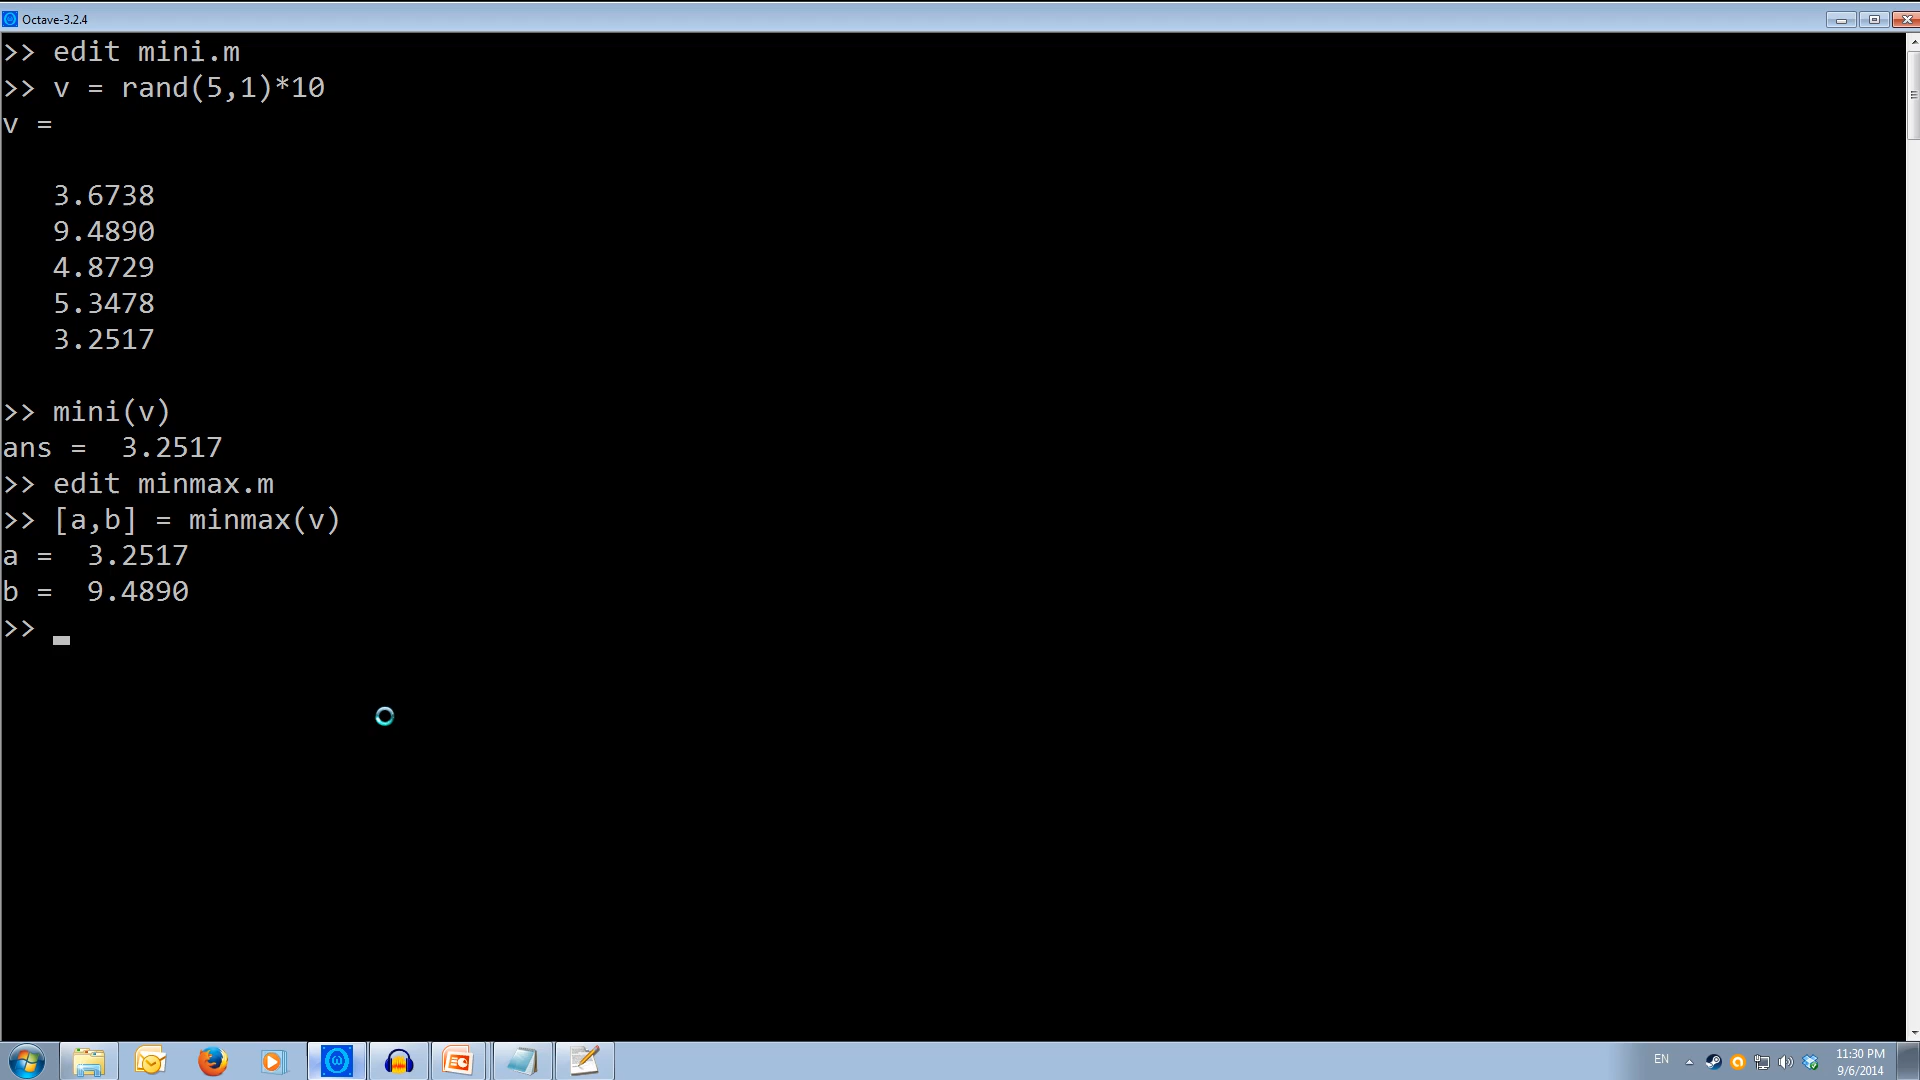 Octave-3.2.4
>> edit mini.m
>> v = rand(5,1)*10
v =
3.6738
9.4890
4.8729
5.3478
3.2517
>> mini(v)
ans = 3.2517
>> edit minmax.m
>> [a,b] = minmax(v)
a = 3.2517
b = 9.4890
>>
EN
11:30 PM
9/6/2014